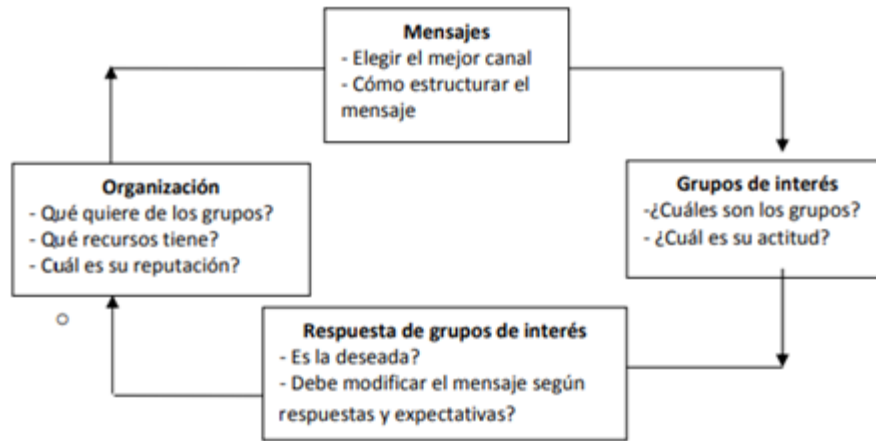 Mensajes
- Elegir el mejor canal
- Cómo estructurar el
mensaje
Organización
- Qué quiere de los grupos?
- Qué recursos tiene?
- Cuál es su reputación?
Grupos de interés
-¿Cuáles son los grupos?
- ¿Cuál es su actitud?
Respuesta de grupos de interés
- Es la deseada?
- Debe modificar el mensaje según
respuestas y expectativas?